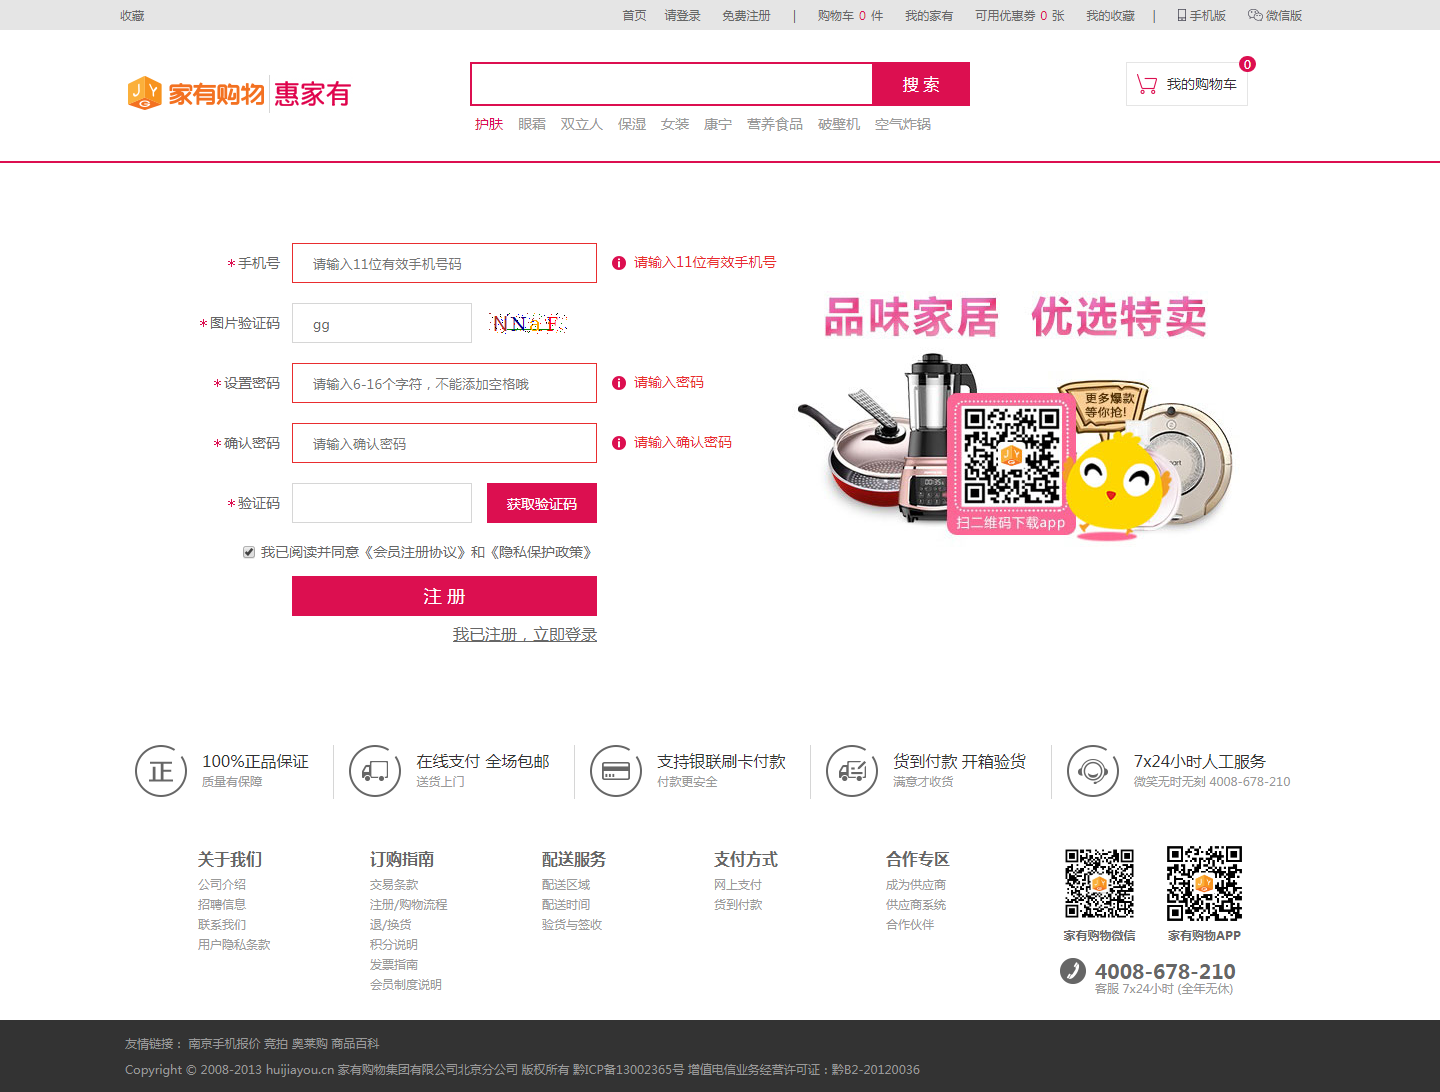 收藏
首页 请登录 免费注册 | 购物车 0 件 我的家有 可用优惠券 0 张 我的收藏 | 手机版 微信版
家有购物 惠家有
搜 索
0
我的购物车
护肤 眼霜 双立人 保湿 女装 康宁 营养食品 破壁机 空气炸锅
*手机号 请输入11位有效手机号码 请输入11位有效手机号
*图片验证码 gg NNaF
*设置密码 请输入6-16个字符，不能添加空格哦 请输入密码
*确认密码 请输入确认密码 请输入确认密码
*验证码 获取验证码
我已阅读并同意《会员注册协议》和《隐私保护政策》
注 册
我已注册，立即登录
品味家居 优选特卖
更多爆款
等你抢!
扫二维码下载app
正 100%正品保证
质量有保障
在线支付 全场包邮
送货上门
支持银联刷卡付款
付款更安全
货到付款 开箱验货
满意才收货
7x24小时人工服务
微笑无时无刻 4008-678-210
关于我们
公司介绍
招聘信息
联系我们
用户隐私条款
订购指南
交易条款
注册/购物流程
退/换货
积分说明
发票指南
会员制度说明
配送服务
配送区域
配送时间
验货与签收
支付方式
网上支付
货到付款
合作专区
成为供应商
供应商系统
合作伙伴
家有购物微信 家有购物APP
4008-678-210
客服 7x24小时 (全年无休)
友情链接： 南京手机报价 竞拍 奥莱购 商品百科
Copyright © 2008-2013 huijiayou.cn 家有购物集团有限公司北京分公司 版权所有 黔ICP备13002365号 增值电信业务经营许可证：黔B2-20120036